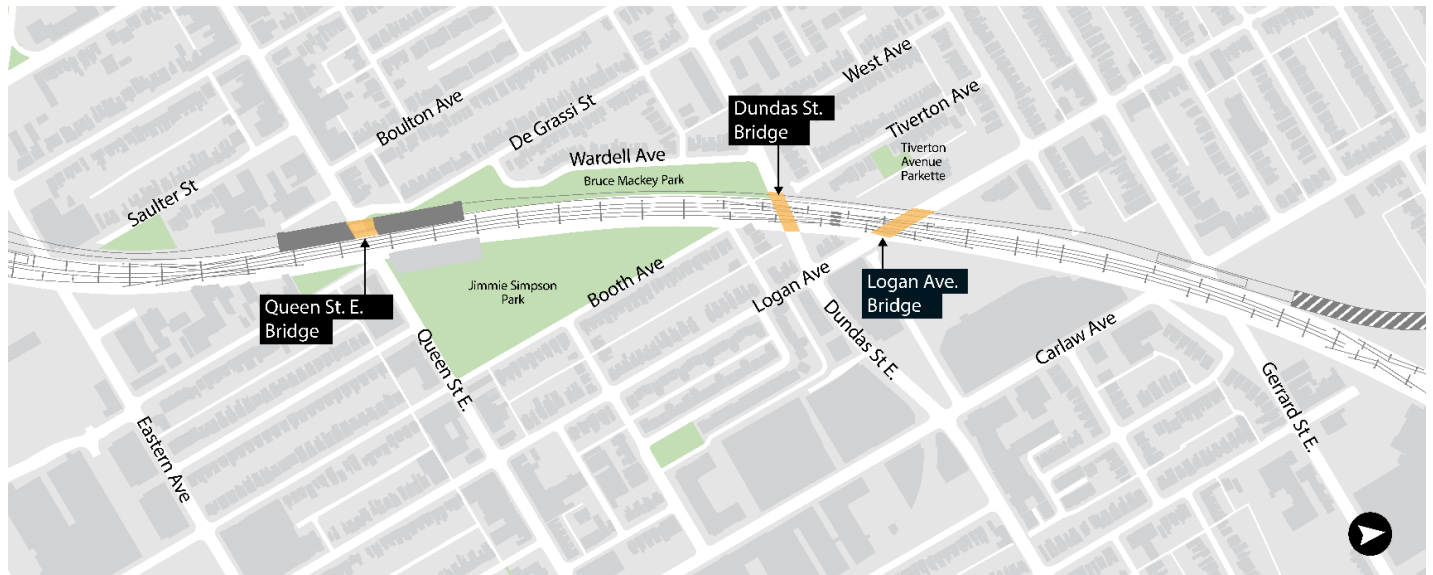 West Ave
Boulton Ave
De Grassi St
Dundas St.
Bridge
Tiverton Ave
Wardell Ave
Tiverton
Avenue
Parkette
Bruce Mackey Park
Saulter St
Jimmie Simpson
Park
Booth Ave
Logan Ave
Queen St. E.
Bridge
Logan Ave.
Bridge
Queen St E.
Dundas St E.
Carlaw Ave
Gerrard St E.
Eastern Ave